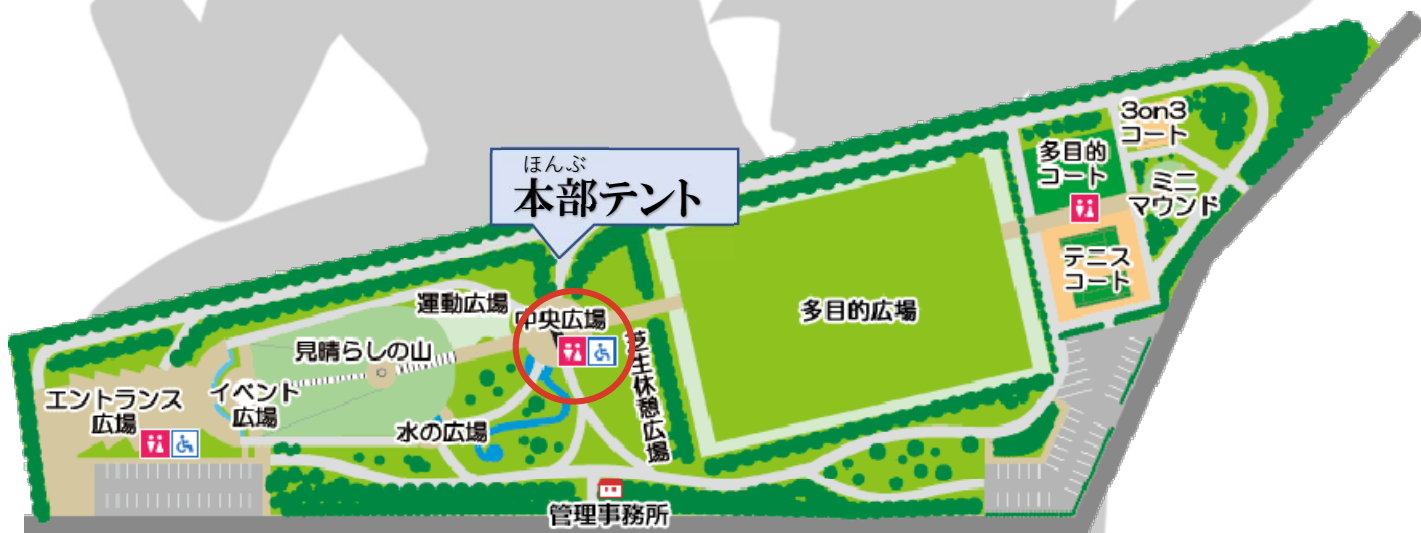 ほんぶ
本部テント
3on3
コート
多目的
コート
ミニ
マウンド
テニス
コート
多目的広場
運動広場
中央広場
見晴らしの山
芝生休憩広場
エントランス
広場
イベント
広場
水の広場
管理事務所